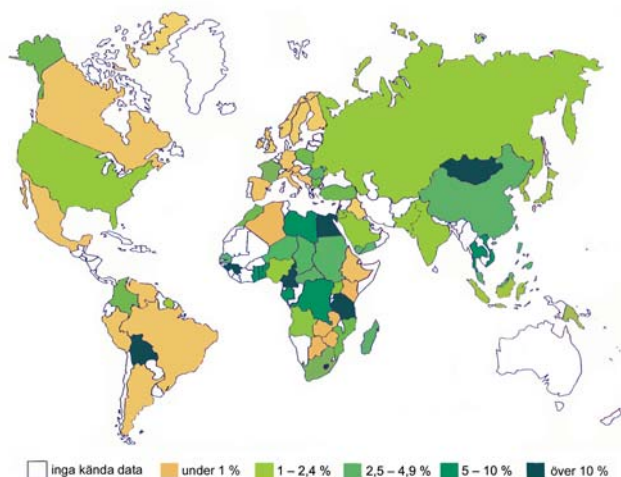 inga kända data under 1 % 1 – 2,4 % 2,5 – 4,9 % 5 – 10 % över 10 %